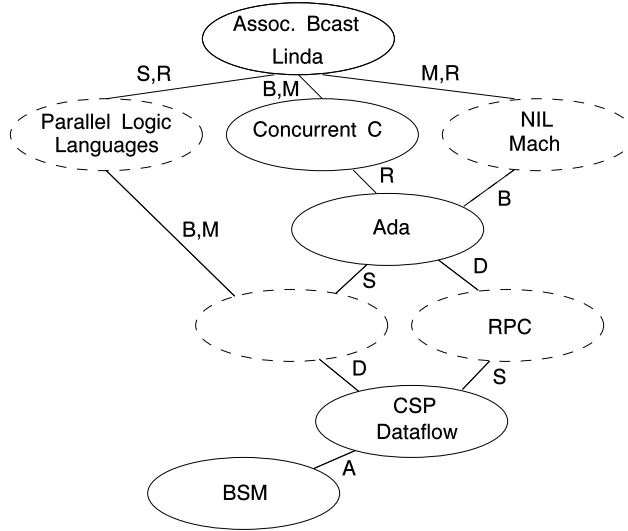 Assoc. Bcast
Linda
S,R
B,M
M,R
Parallel Logic
Languages
Concurrent C
NIL
Mach
R
B
B,M
Ada
S
D
RPC
D
S
CSP
Dataflow
A
BSM